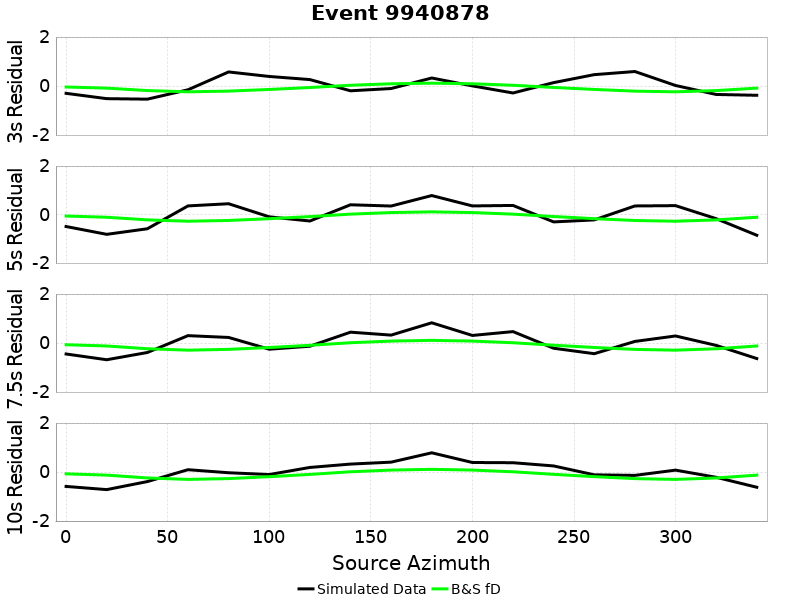 Event 9940878
3s Residual
2
0
-2
5s Residual
2
0
-2
7.5s Residual
2
0
-2
10s Residual
2
0
-2
0 50 100 150 200 250 300
Source Azimuth
Simulated Data B&S fD